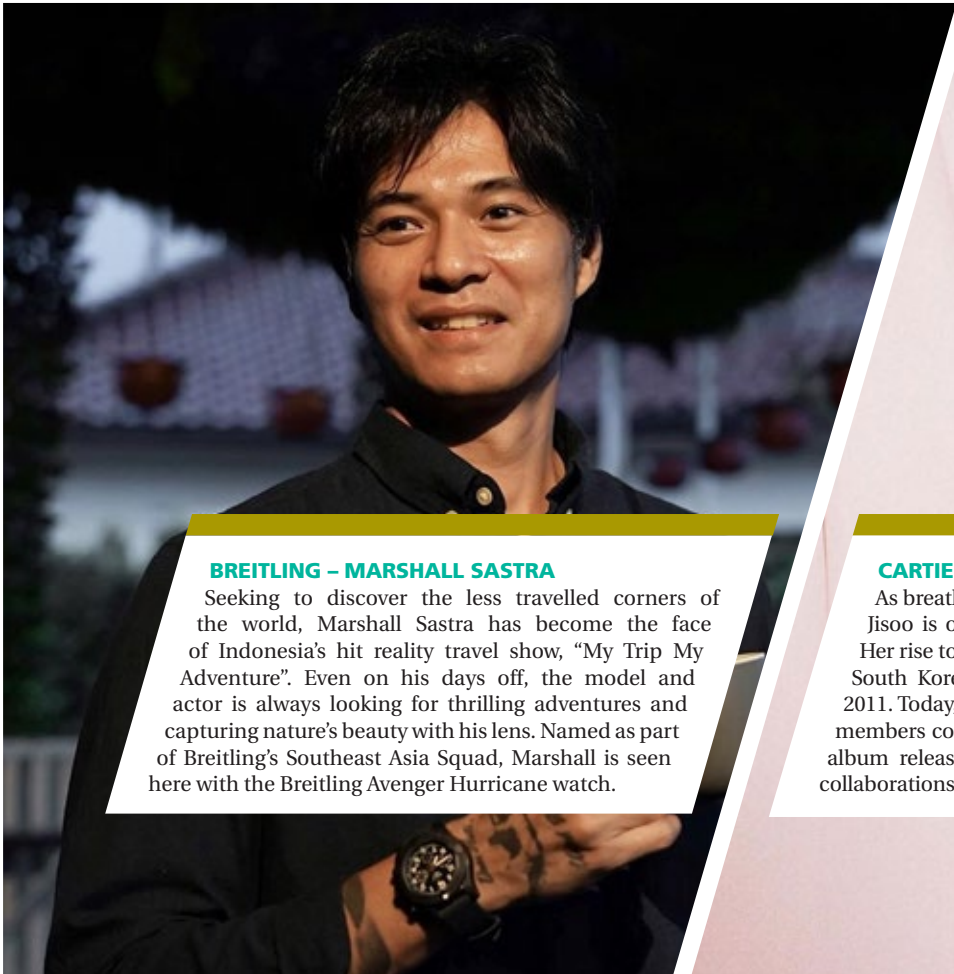 BREITLING – MARSHALL SASTRA
Seeking to discover the less travelled corners of
the world, Marshall Sastra has become the face
of Indonesia's hit reality travel show, “My Trip My
Adventure”. Even on his days off, the model and
actor is always looking for thrilling adventures and
capturing nature's beauty with his lens. Named as part
of Breitling's Southeast Asia Squad, Marshall is seen
here with the Breitling Avenger Hurricane watch.
CARTIE
As breat
Jisoo is o
Her rise to
South Kore
2011. Today,
members co
album releas
collaborations